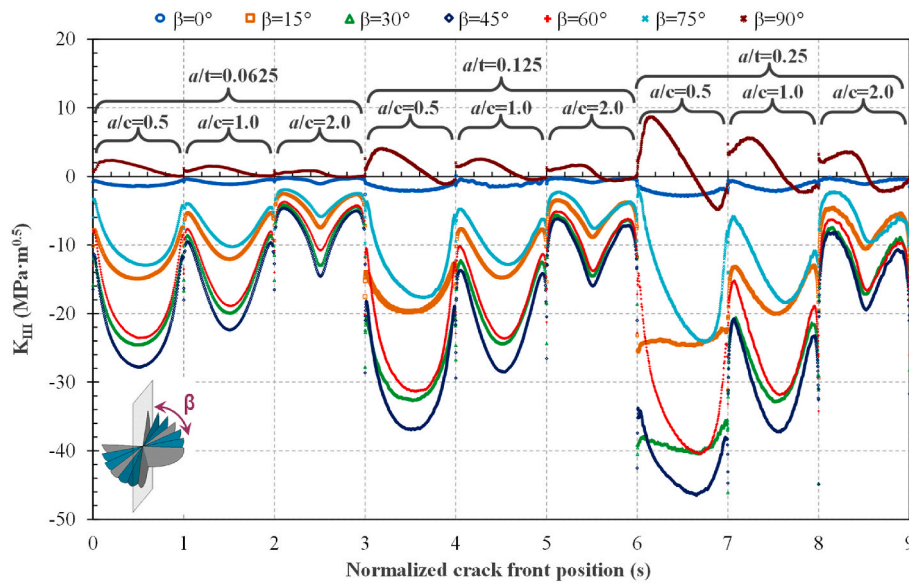 β=0° β=15° β=30° β=45° β=60° β=75° β=90°
20
10
0
-10
-20
-30
-40
-50
K_III (MPa·m^0.5)
a/t=0.0625
a/t=0.125
a/t=0.25
a/c=0.5 a/c=1.0 a/c=2.0 a/c=0.5 a/c=1.0 a/c=2.0 a/c=0.5 a/c=1.0 a/c=2.0
β
0 1 2 3 4 5 6 7 8 9
Normalized crack front position (s)